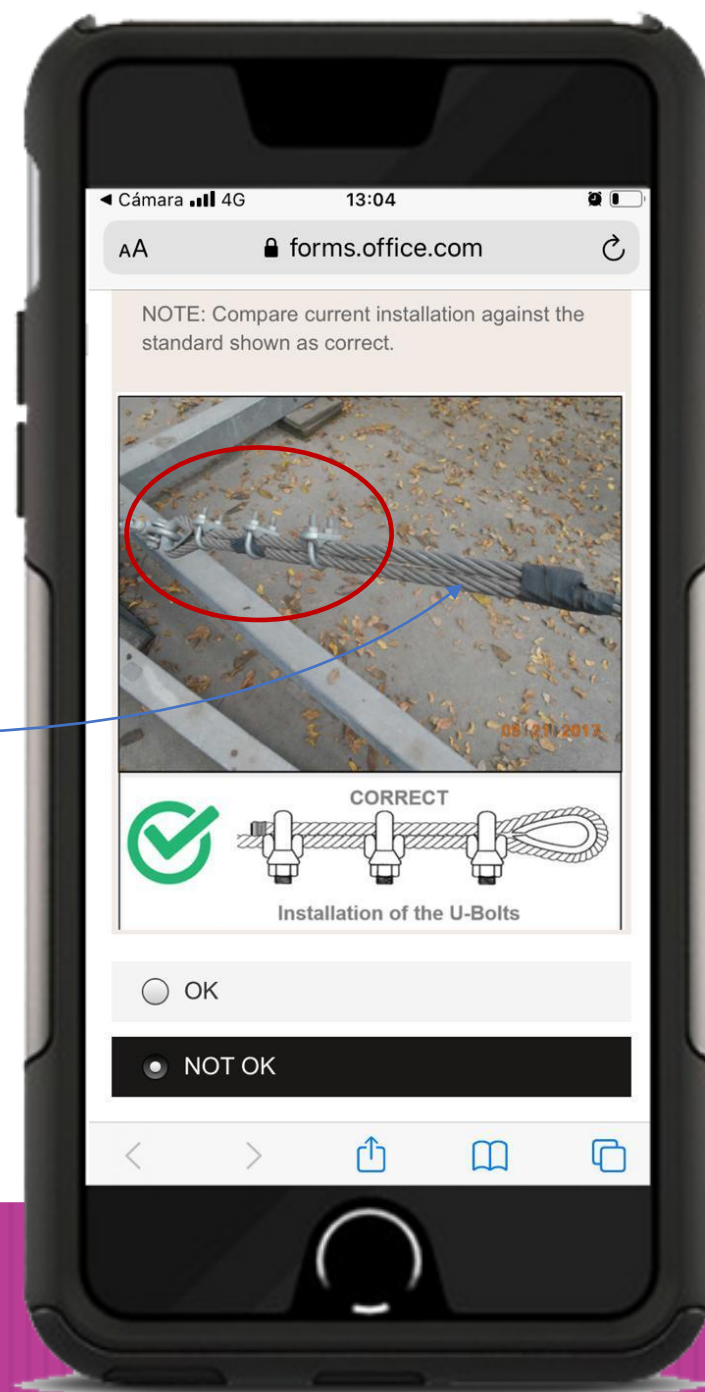 Cámara 4G 13:04
AA forms.office.com
NOTE: Compare current installation against the
standard shown as correct.
CORRECT
Installation of the U-Bolts
OK
NOT OK